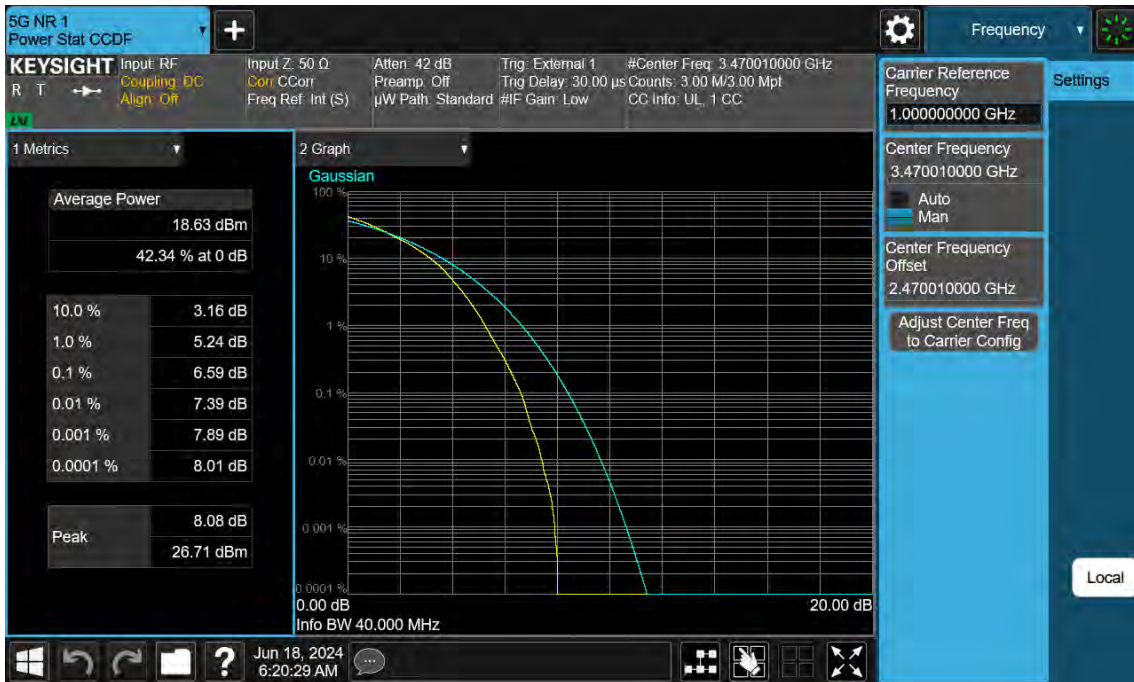 5G NR 1
Power Stat CCDF
Frequency
KEYSIGHT
R T
LNI
Input: RF
Coupling: DC
Align: Off
Input Z: 50 Ω
Corr CCorr
Freq Ref: Int (S)
Atten: 42 dB
Preamp: Off
µW Path: Standard
Trig: External 1
Trig Delay: 30.00 µs
#IF Gain: Low
#Center Freq: 3.470010000 GHz
Counts: 3.00 M/3.00 Mpt
CC Info: UL, 1 CC
1 Metrics
Average Power
18.63 dBm
42.34 % at 0 dB
10.0 % 3.16 dB
1.0 % 5.24 dB
0.1 % 6.59 dB
0.01 % 7.39 dB
0.001 % 7.89 dB
0.0001 % 8.01 dB
Peak
8.08 dB
26.71 dBm
2 Graph
Gaussian
100 %
10 %
1 %
0.1 %
0.01 %
0.001 %
0.0001 %
0.00 dB 20.00 dB
Info BW 40.000 MHz
Carrier Reference
Frequency
1.000000000 GHz
Center Frequency
3.470010000 GHz
Auto
Man
Center Frequency
Offset
2.470010000 GHz
Adjust Center Freq
to Carrier Config
Settings
Local
?
Jun 18, 2024
6:20:29 AM